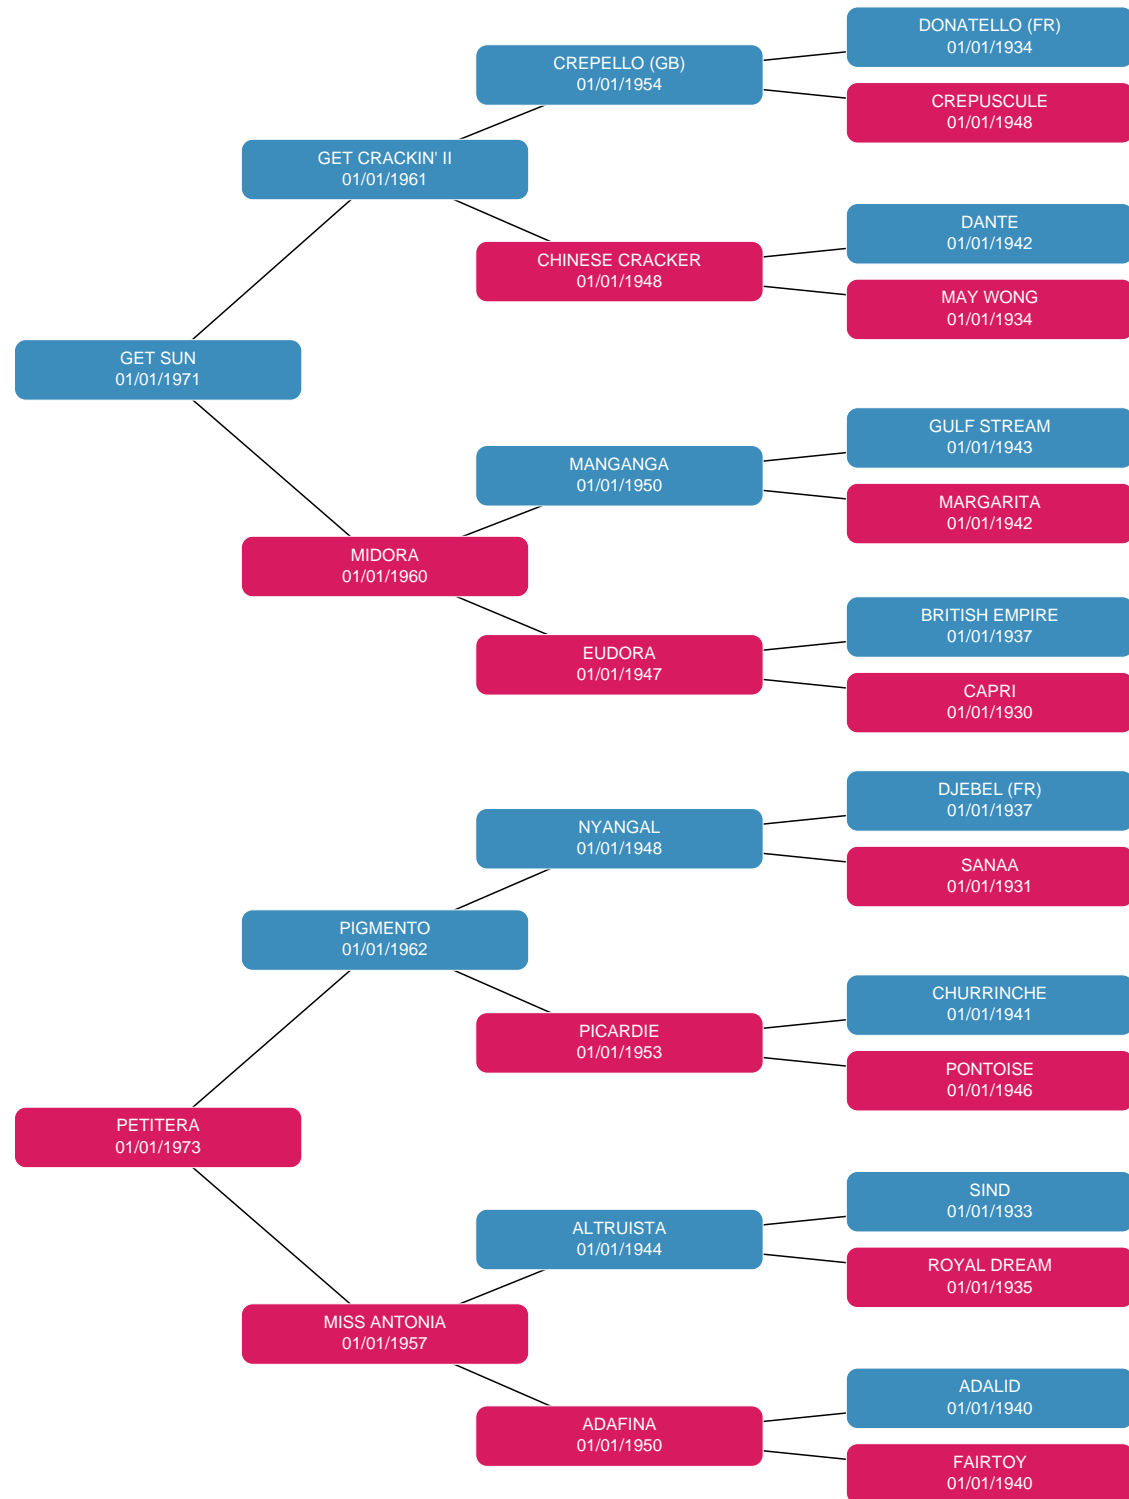 DONATELLO (FR)
01/01/1934
CREPELLO (GB)
01/01/1954
CREPUSCULE
01/01/1948
GET CRACKIN' II
01/01/1961
DANTE
01/01/1942
CHINESE CRACKER
01/01/1948
MAY WONG
01/01/1934
GET SUN
01/01/1971
GULF STREAM
01/01/1943
MANGANGA
01/01/1950
MARGARITA
01/01/1942
MIDORA
01/01/1960
BRITISH EMPIRE
01/01/1937
EUDORA
01/01/1947
CAPRI
01/01/1930
DJEBEL (FR)
01/01/1937
NYANGAL
01/01/1948
SANAA
01/01/1931
PIGMENTO
01/01/1962
CHURRINCHE
01/01/1941
PICARDIE
01/01/1953
PONTOISE
01/01/1946
PETITERA
01/01/1973
SIND
01/01/1933
ALTRUISTA
01/01/1944
ROYAL DREAM
01/01/1935
MISS ANTONIA
01/01/1957
ADALID
01/01/1940
ADAFINA
01/01/1950
FAIRTOY
01/01/1940